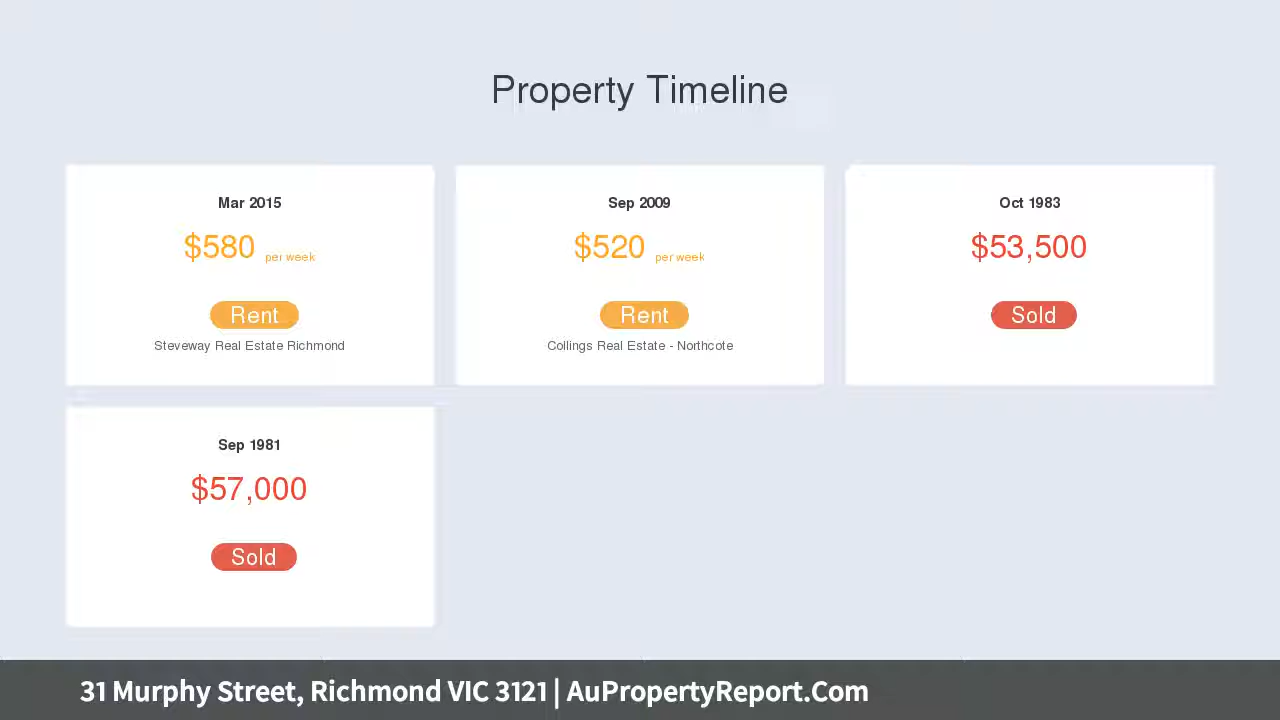 Property Timeline
Mar 2015
$580 per week
Rent
Steveway Real Estate Richmond
Sep 2009
$520 per week
Rent
Collings Real Estate - Northcote
Oct 1983
$53,500
Sold
Sep 1981
$57,000
Sold
31 Murphy Street, Richmond VIC 3121 | AuPropertyReport.Com